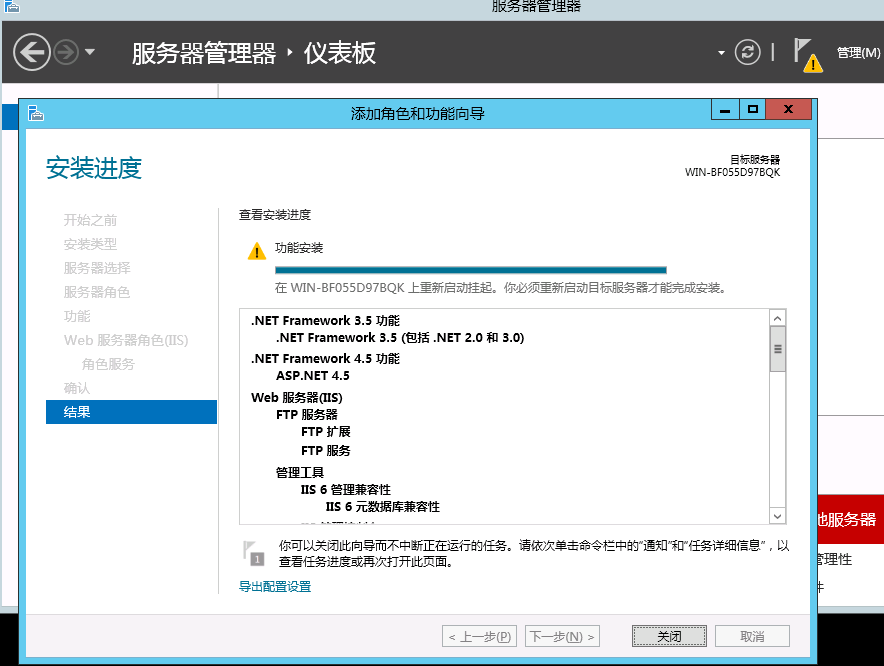 服务器管理器
服务器管理器 · 仪表板
管理(M)
添加角色和功能向导
安装进度
目标服务器
WIN-BF055D97BQK
开始之前
安装类型
服务器选择
服务器角色
功能
Web 服务器角色(IIS)
角色服务
确认
结果
查看安装进度
功能安装
在 WIN-BF055D97BQK 上重新启动挂起。你必须重新启动目标服务器才能完成安装。
.NET Framework 3.5 功能
.NET Framework 3.5 (包括 .NET 2.0 和 3.0)
.NET Framework 4.5 功能
ASP.NET 4.5
Web 服务器(IIS)
FTP 服务器
FTP 扩展
FTP 服务
管理工具
IIS 6 管理兼容性
IIS 6 元数据库兼容性
1
你可以关闭此向导而不中断正在运行的任务。请依次单击命令栏中的"通知"和"任务详细信息"，以
查看任务进度或再次打开此页面。
导出配置设置
地服务器
管理性
件
< 上一步(P)
下一步(N) >
关闭
取消